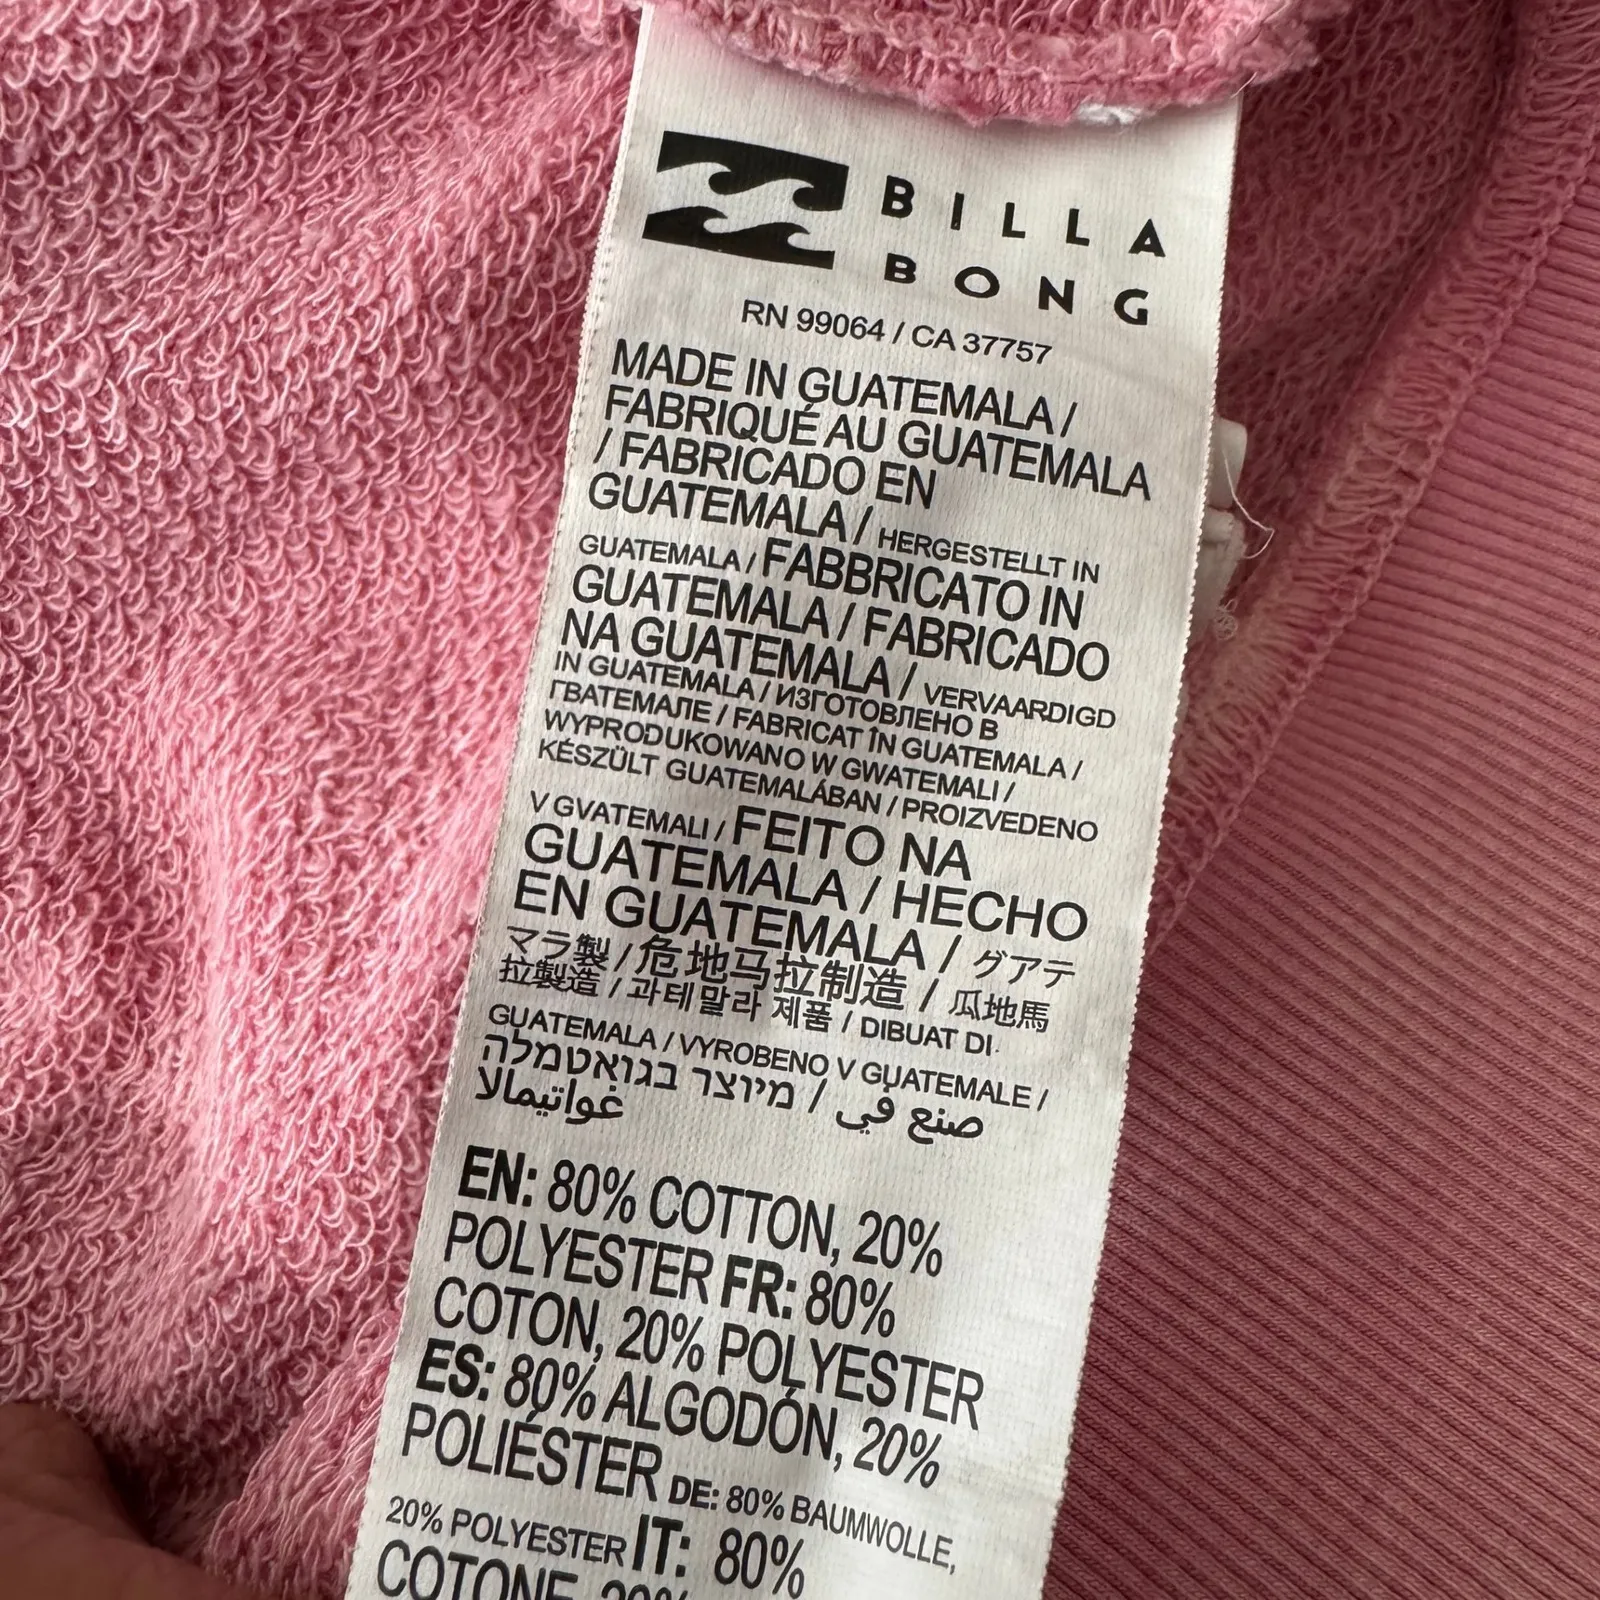 BILLA
BONG
RN 99064 / CA 37757
MADE IN GUATEMALA /
FABRIQUÉ AU GUATEMALA
/ FABRICADO EN
GUATEMALA / HERGESTELLT IN
GUATEMALA / FABBRICATO IN
GUATEMALA / FABRICADO
NA GUATEMALA / VERVAARDIGD
IN GUATEMALA / ИЗГОТОВЛЕНО В
ГВАТЕМАЛЕ / FABRICAT ÎN GUATEMALA /
WYPRODUKOWANO W GWATEMALI /
KÉSZÜLT GUATEMALÁBAN / PROIZVEDENO
V GVATEMALI / FEITO NA
GUATEMALA / HECHO
EN GUATEMALA / グアテ
マラ製 / 危地马拉制造 / 瓜地馬
拉製造 / 과테말라 제품 / DIBUAT DI
GUATEMALA / VYROBENO V GUATEMALE /
מיוצר בגואטמלה / صنع في
غواتيمالا
EN: 80% COTTON, 20%
POLYESTER FR: 80%
COTON, 20% POLYESTER
ES: 80% ALGODÓN, 20%
POLIÉSTER DE: 80% BAUMWOLLE,
20% POLYESTER IT: 80%
COTONE, 20%